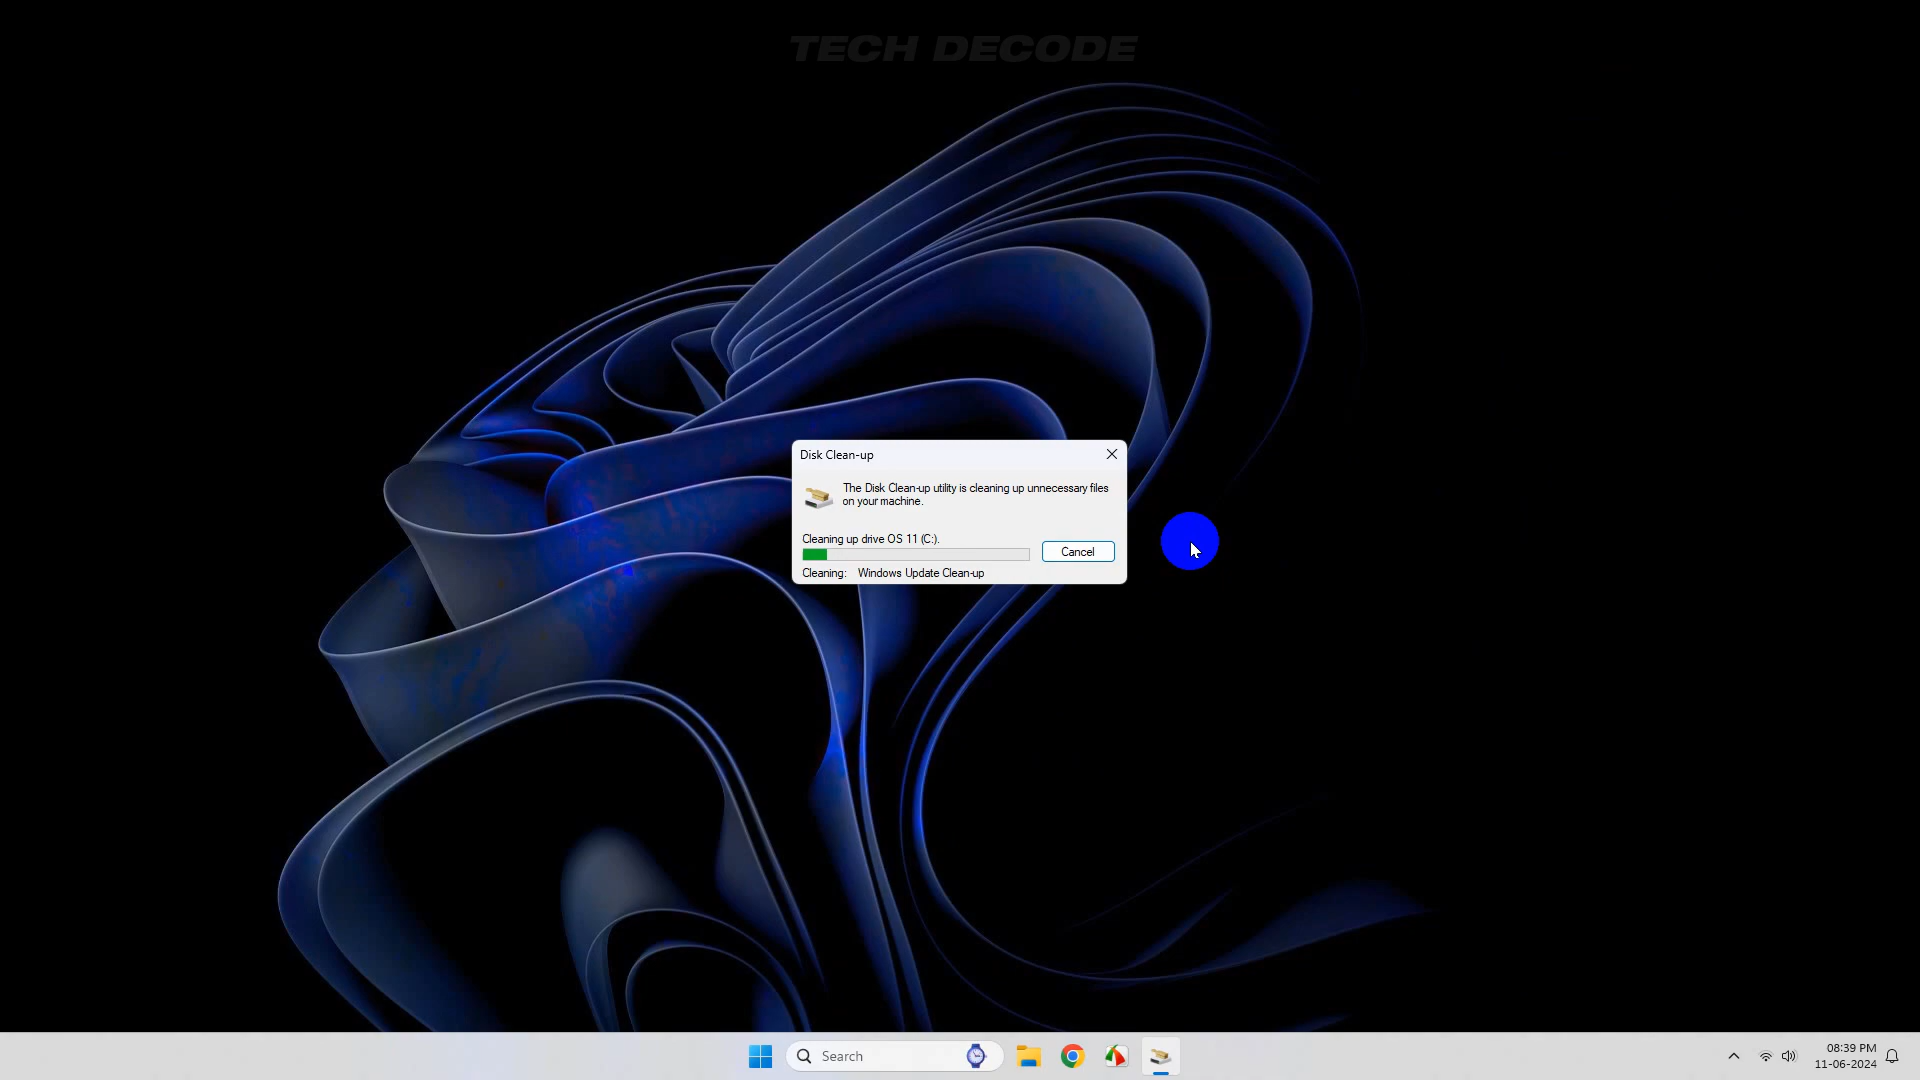 TECH DECODE
Disk Clean-up
The Disk Clean-up utility is cleaning up unnecessary files
on your machine.
Cleaning up drive OS 11 (C:).
Cancel
Cleaning: Windows Update Clean-up
Search
08:39 PM
11-06-2024